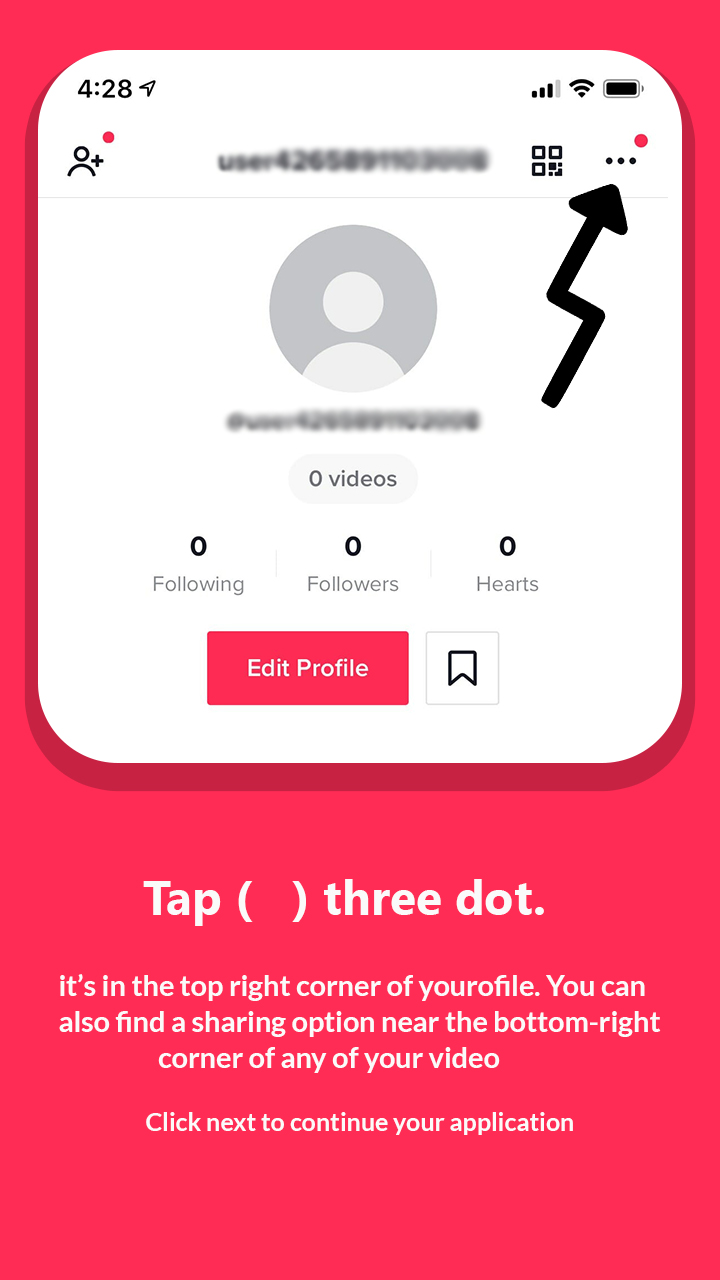 4:28
0 videos
0 0 0
Following Followers Hearts
Edit Profile
Tap (   ) three dot.
it's in the top right corner of yourofile. You can
also find a sharing option near the bottom-right
corner of any of your video
Click next to continue your application